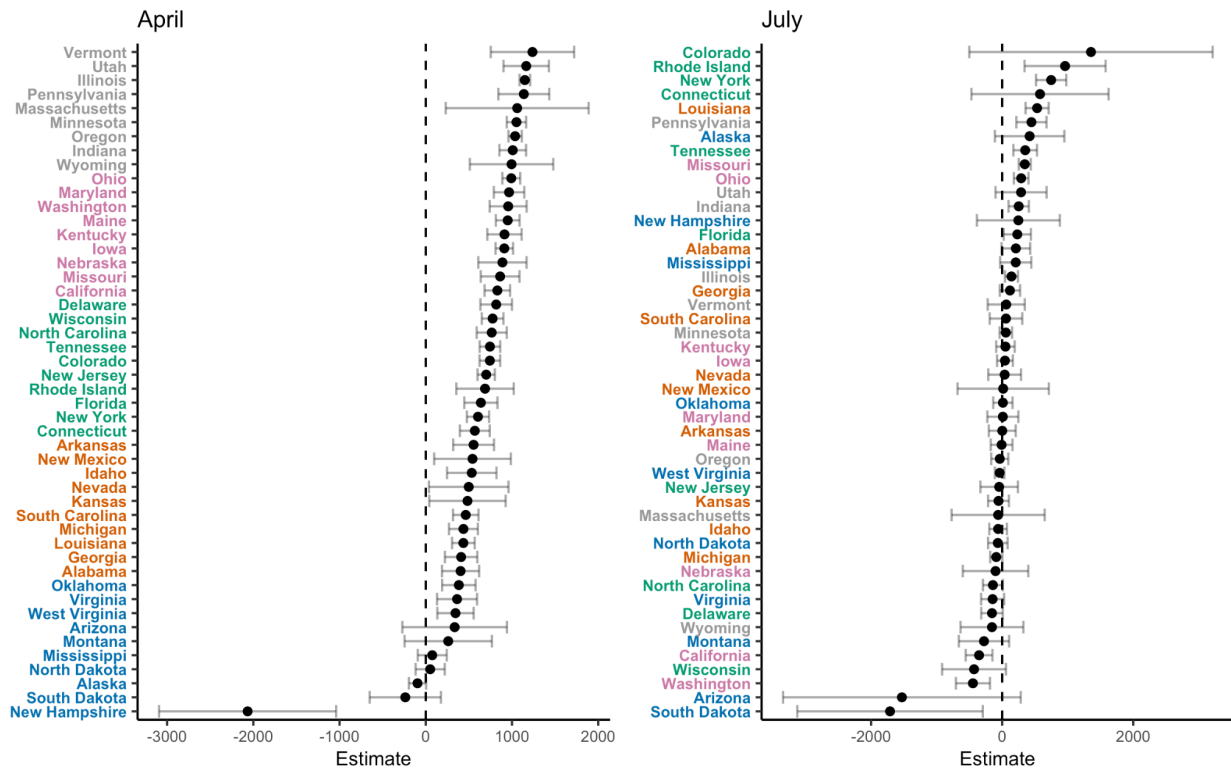 April
Vermont
Utah
Illinois
Pennsylvania
Massachusetts
Minnesota
Oregon
Indiana
Wyoming
Ohio
Maryland
Washington
Maine
Kentucky
Iowa
Nebraska
Missouri
California
Delaware
Wisconsin
North Carolina
Tennessee
Colorado
New Jersey
Rhode Island
Florida
New York
Connecticut
Arkansas
New Mexico
Idaho
Nevada
Kansas
South Carolina
Michigan
Louisiana
Georgia
Alabama
Oklahoma
Virginia
West Virginia
Arizona
Montana
Mississippi
North Dakota
Alaska
South Dakota
New Hampshire
-3000 -2000 -1000 0 1000 2000
Estimate
July
Colorado
Rhode Island
New York
Connecticut
Louisiana
Pennsylvania
Alaska
Tennessee
Missouri
Ohio
Utah
Indiana
New Hampshire
Florida
Alabama
Mississippi
Illinois
Georgia
Vermont
South Carolina
Minnesota
Kentucky
Iowa
Nevada
New Mexico
Oklahoma
Maryland
Arkansas
Maine
Oregon
West Virginia
New Jersey
Kansas
Massachusetts
Idaho
North Dakota
Michigan
Nebraska
North Carolina
Virginia
Delaware
Wyoming
Montana
California
Wisconsin
Washington
Arizona
South Dakota
-2000 0 2000
Estimate